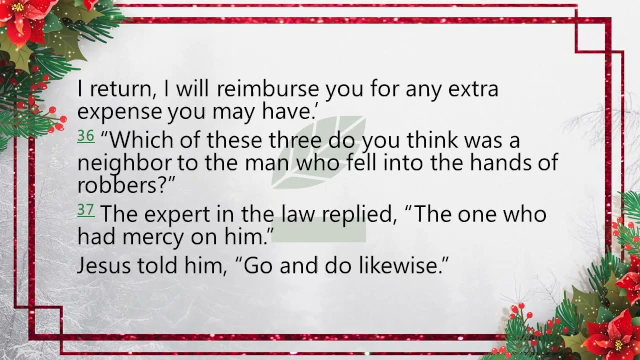 I return, I will reimburse you for any extra
expense you may have.’
36 “Which of these three do you think was a
neighbor to the man who fell into the hands of
robbers?”
37 The expert in the law replied, “The one who
had mercy on him.”
Jesus told him, “Go and do likewise.”